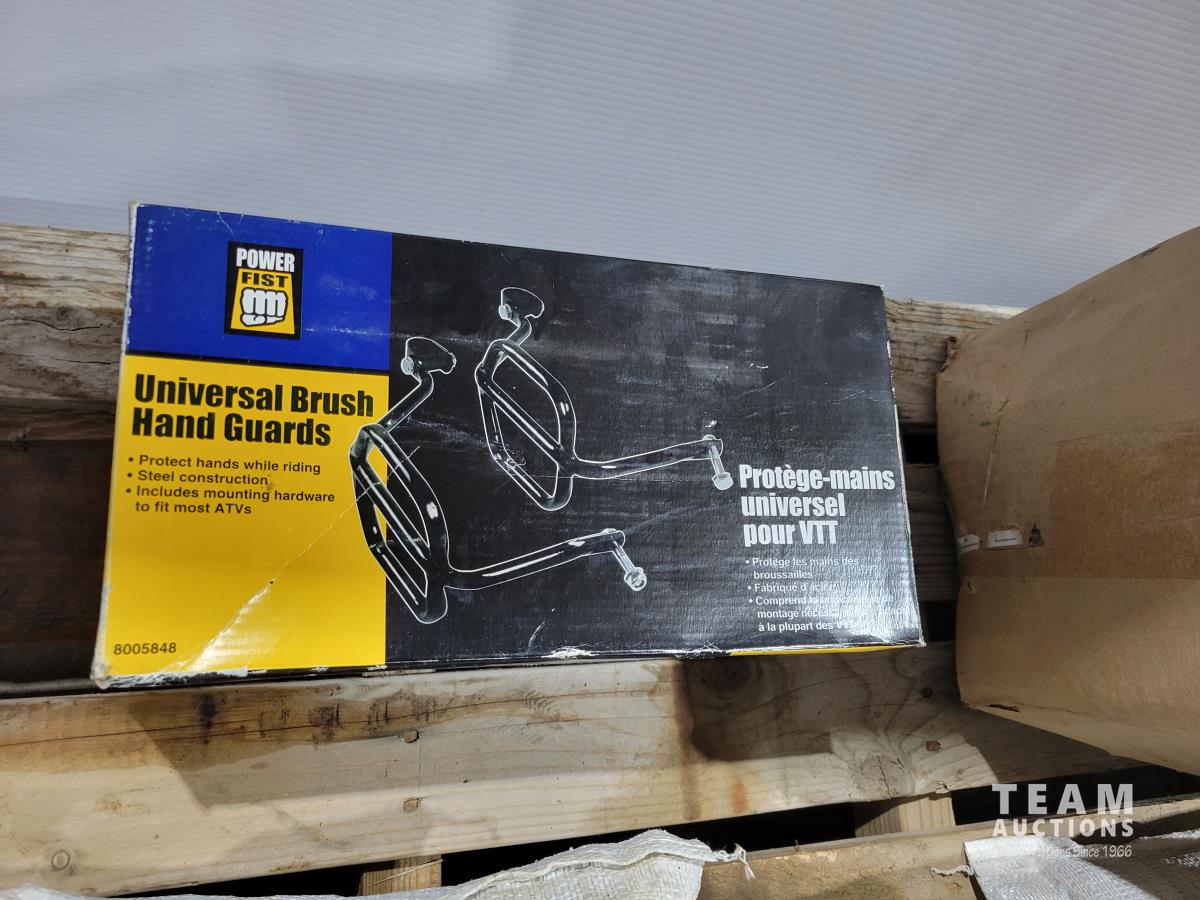 POWER
FIST
Universal Brush
Hand Guards
• Protect hands while riding
• Steel construction
• Includes mounting hardware
to fit most ATVs
8005848
Protège-mains
universel
pour VTT
• Protège les mains des
broussailles
• Fabriqué
• Comprend
montage
à la plupart des
TEAM
AUCTIONS
Since 1966